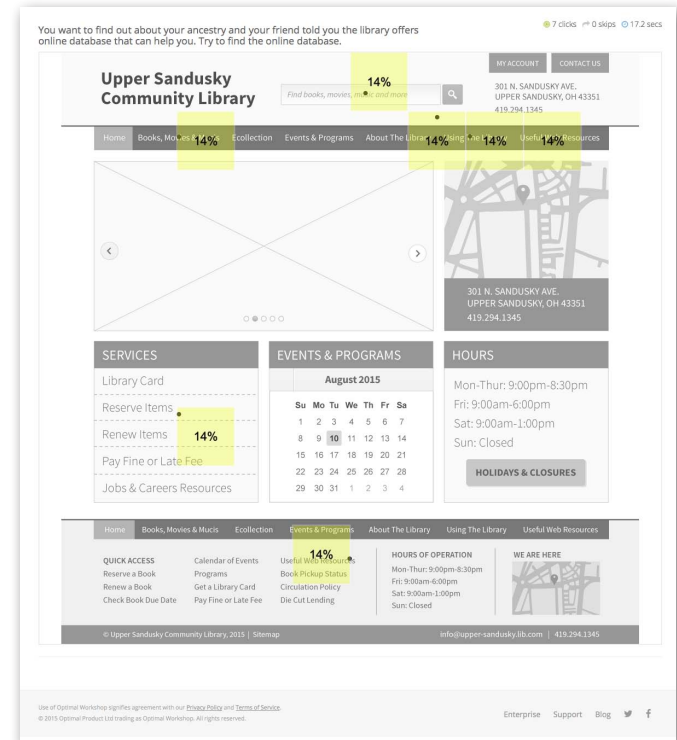 You want to find out about your ancestry and your friend told you the library offers
online database that can help you. Try to find the online database.
7 clicks 0 skips 17.2 secs
MY ACCOUNT CONTACT US
Upper Sandusky
Community Library
Find books, movies, music and more
14%
301 N. SANDUSKY AVE.
UPPER SANDUSKY, OH 43351
419.294.1345
Home Books, Movies & Mucis Ecollection Events & Programs About The Library Using The Library Useful Web Resources
14% 14% 14% 14%
301 N. SANDUSKY AVE.
UPPER SANDUSKY, OH 43351
419.294.1345
SERVICES
Library Card
Reserve Items
Renew Items
14%
Pay Fine or Late Fee
Jobs & Careers Resources
EVENTS & PROGRAMS
August 2015
Su Mo Tu We Th Fr Sa
1 2 3 4 5 6 7
8 9 10 11 12 13 14
15 16 17 18 19 20 21
22 23 24 25 26 27 28
29 30 31 1 2 3 4
HOURS
Mon-Thur: 9:00pm-8:30pm
Fri: 9:00am-6:00pm
Sat: 9:00am-1:00pm
Sun: Closed
HOLIDAYS & CLOSURES
Home Books, Movies & Mucis Ecollection Events & Programs About The Library Using The Library Useful Web Resources
14%
QUICK ACCESS
Reserve a Book
Renew a Book
Check Book Due Date
Calendar of Events
Programs
Get a Library Card
Pay Fine or Late Fee
Useful Web Resources
Book Pickup Status
Circulation Policy
Die Cut Lending
HOURS OF OPERATION
Mon-Thur: 9:00pm-8:30pm
Fri: 9:00am-6:00pm
Sat: 9:00am-1:00pm
Sun: Closed
WE ARE HERE
© Upper Sandusky Community Library, 2015 | Sitemap
info@upper-sandusky.lib.com | 419.294.1345
Use of Optimal Workshop signifies agreement with our Privacy Policy and Terms of Service.
© 2015 Optimal Product Ltd trading as Optimal Workshop. All rights reserved.
Enterprise Support Blog